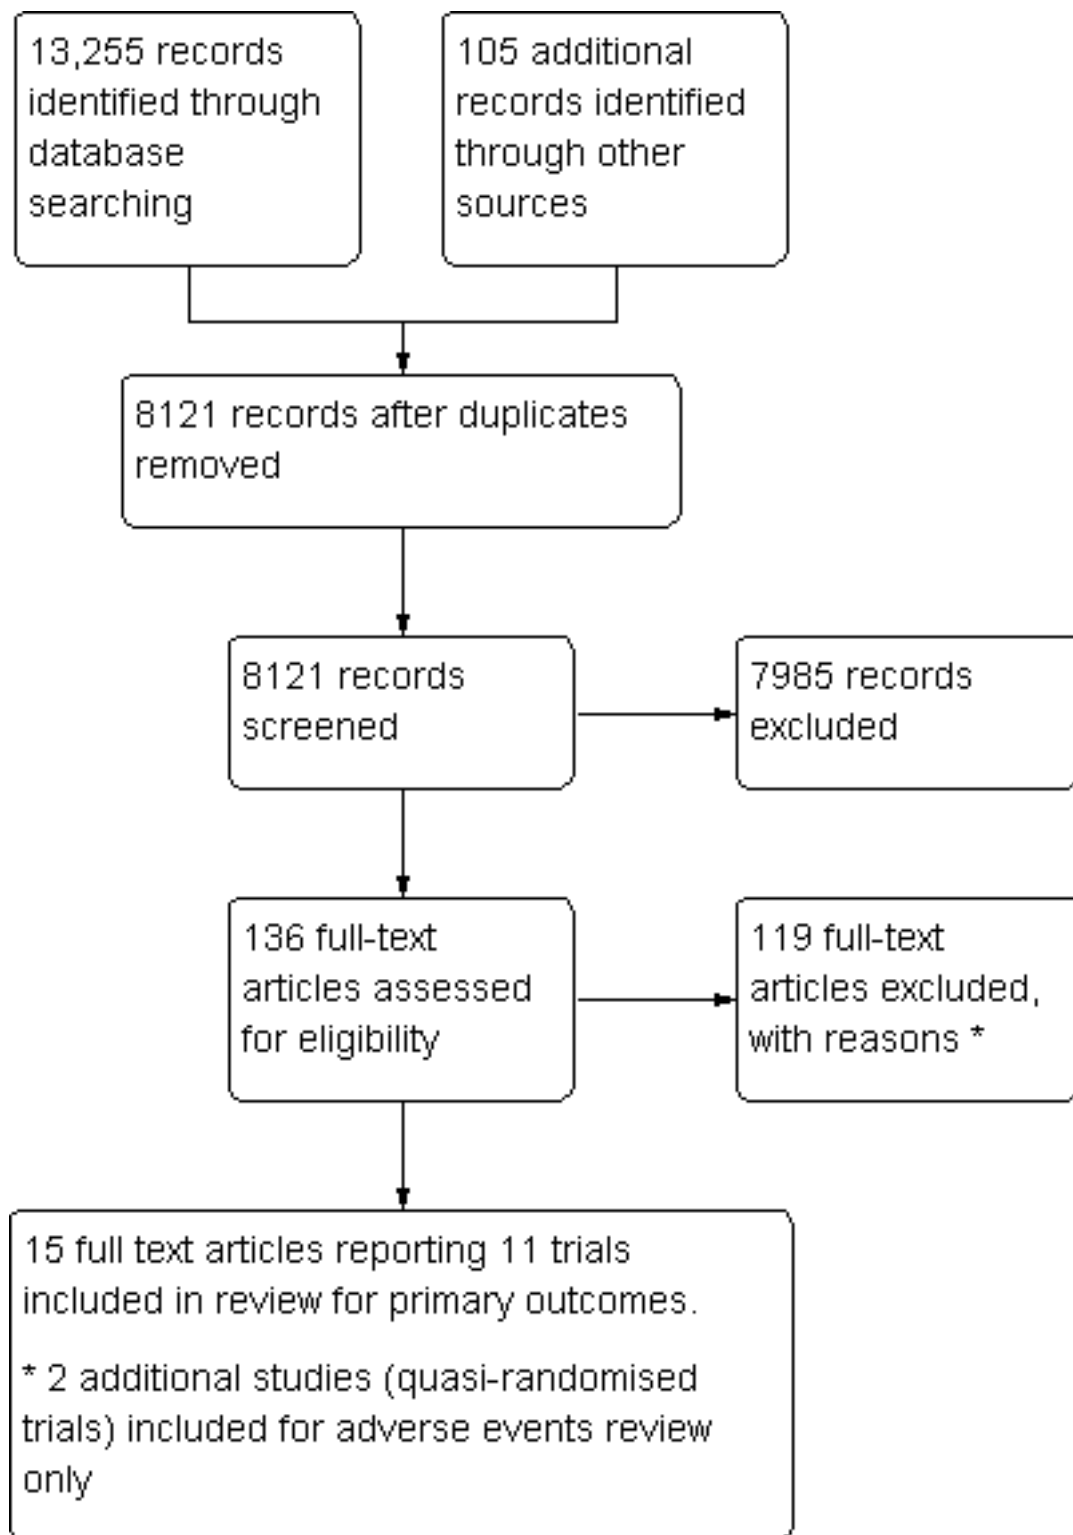 13,255 records
identified through
database
searching
105 additional
records identified
through other
sources
8121 records after duplicates
removed
8121 records
screened
7985 records
excluded
136 full-text
articles assessed
for eligibility
119 full-text
articles excluded,
with reasons *
15 full text articles reporting 11 trials
included in review for primary outcomes.
* 2 additional studies (quasi-randomised
trials) included for adverse events review
only